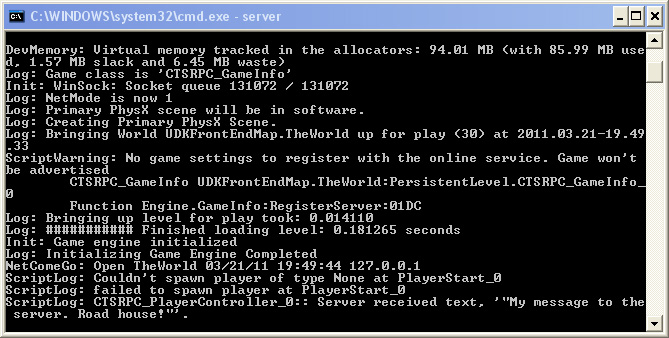 C:\WINDOWS\system32\cmd.exe - server
DevMemory: Virtual memory tracked in the allocators: 94.01 MB (with 85.99 MB use
d, 1.57 MB slack and 6.45 MB waste)
Log: Game class is 'CTSRPC_GameInfo'
Init: WinSock: Socket queue 131072 / 131072
Log: NetMode is now 1
Log: Primary PhysX scene will be in software.
Log: Creating Primary PhysX Scene.
Log: Bringing World UDKFrontEndMap.TheWorld up for play (30) at 2011.03.21-19.49
.33
ScriptWarning: No game settings to register with the online service. Game won't
be advertised
CTSRPC_GameInfo UDKFrontEndMap.TheWorld:PersistentLevel.CTSRPC_GameInfo_
0
Function Engine.GameInfo:RegisterServer:01DC
Log: Bringing up level for play took: 0.014110
Log: ########### Finished loading level: 0.181265 seconds
Init: Game engine initialized
Log: Initializing Game Engine Completed
NetComeGo: Open TheWorld 03/21/11 19:49:44 127.0.0.1
ScriptLog: Couldn't spawn player of type None at PlayerStart_0
ScriptLog: failed to spawn player at PlayerStart_0
ScriptLog: CTSRPC_PlayerController_0:: Server received text, '"My message to the
server. Road house!"'.